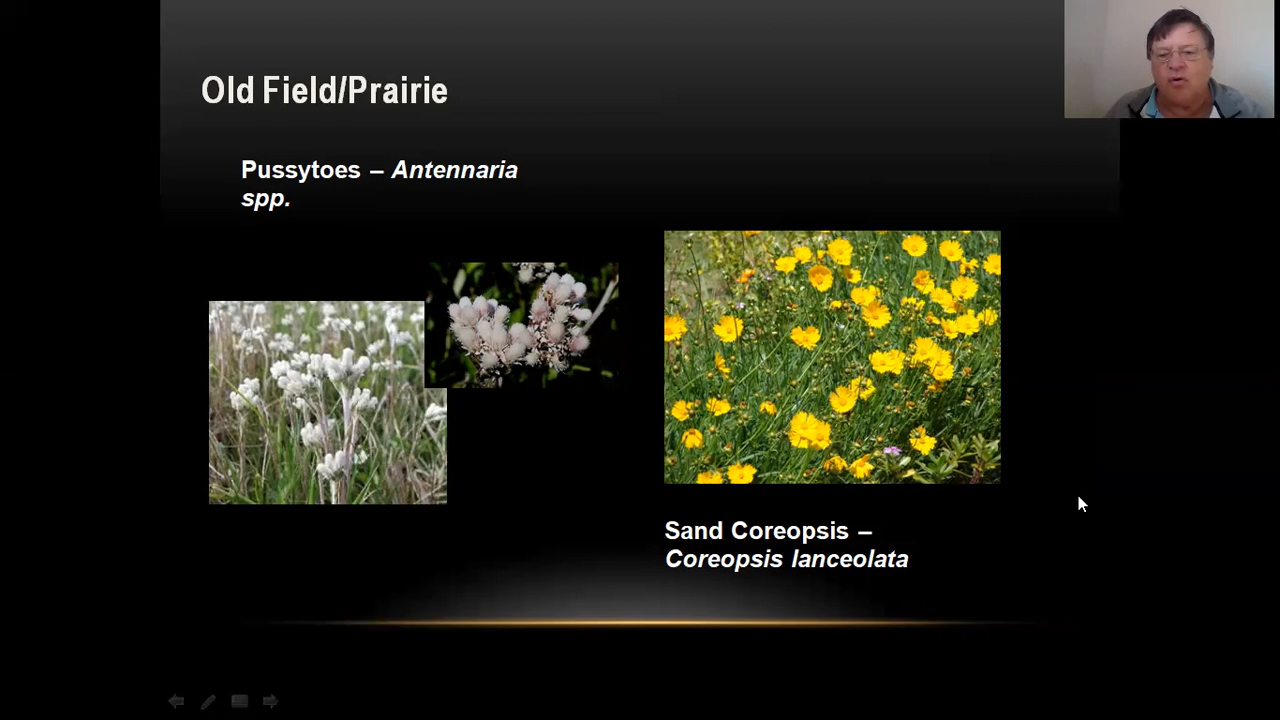 Old Field/Prairie
Pussytoes – Antennaria
spp.
Sand Coreopsis –
Coreopsis lanceolata